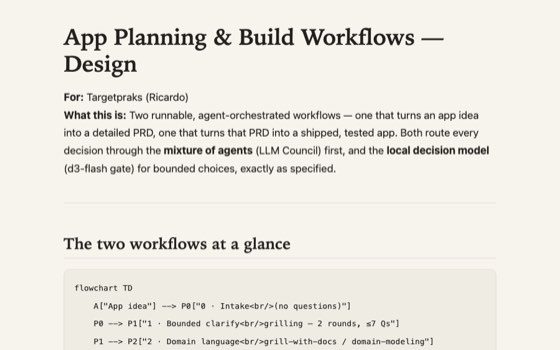 App Planning & Build Workflows —
Design
For: Targetpraks (Ricardo)
What this is: Two runnable, agent-orchestrated workflows — one that turns an app idea
into a detailed PRD, one that turns that PRD into a shipped, tested app. Both route every
decision through the mixture of agents (LLM Council) first, and the local decision model
(d3-flash gate) for bounded choices, exactly as specified.
The two workflows at a glance
flowchart TD
A["App idea"] --> P0["0 · Intake<br/>(no questions)"]
P0 --> P1["1 · Bounded clarify<br/>grilling — 2 rounds, ≤7 Qs"]
P1 --> P2["2 · Domain language<br/>grill-with-docs / domain-modeling"]